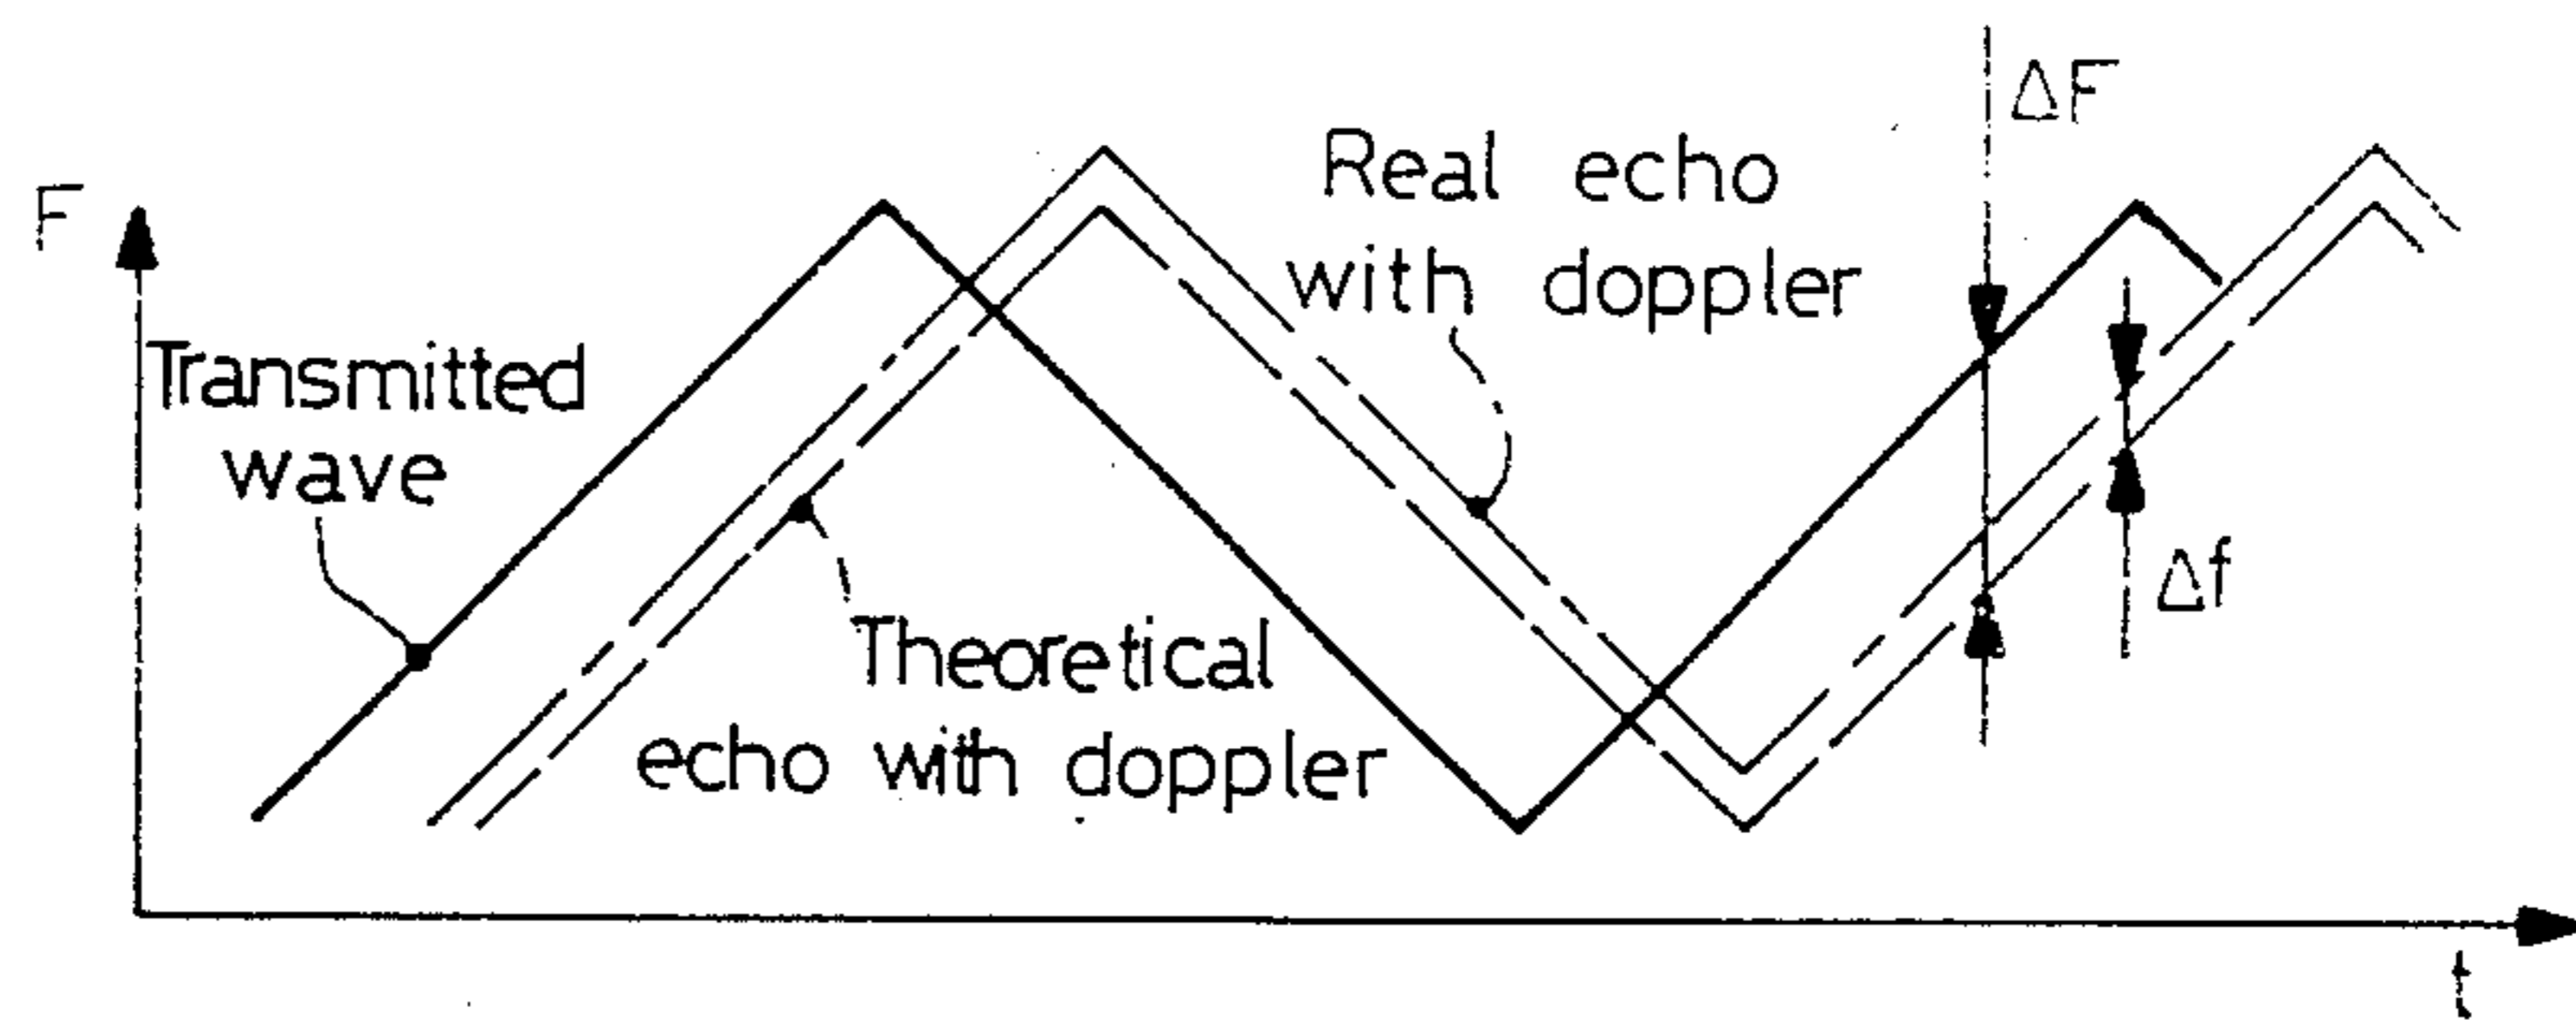 F
Transmitted
wave
Theoretical
echo with doppler
Real echo
with doppler
ΔF
Δf
t